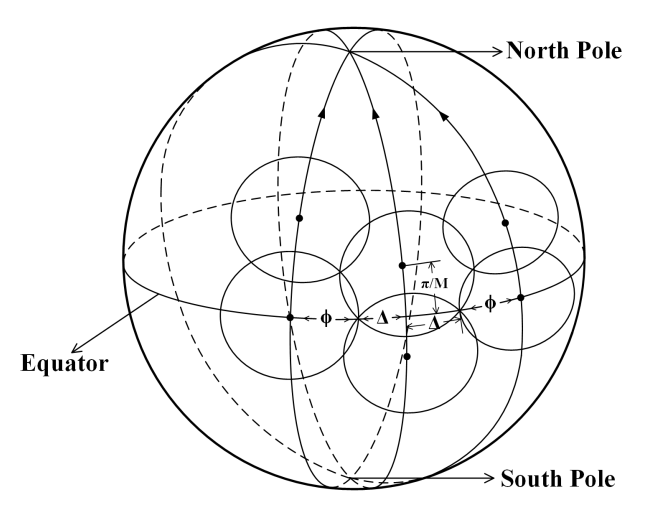 North Pole
π/M
ϕ
Δ
Δ
ϕ
Equator
South Pole